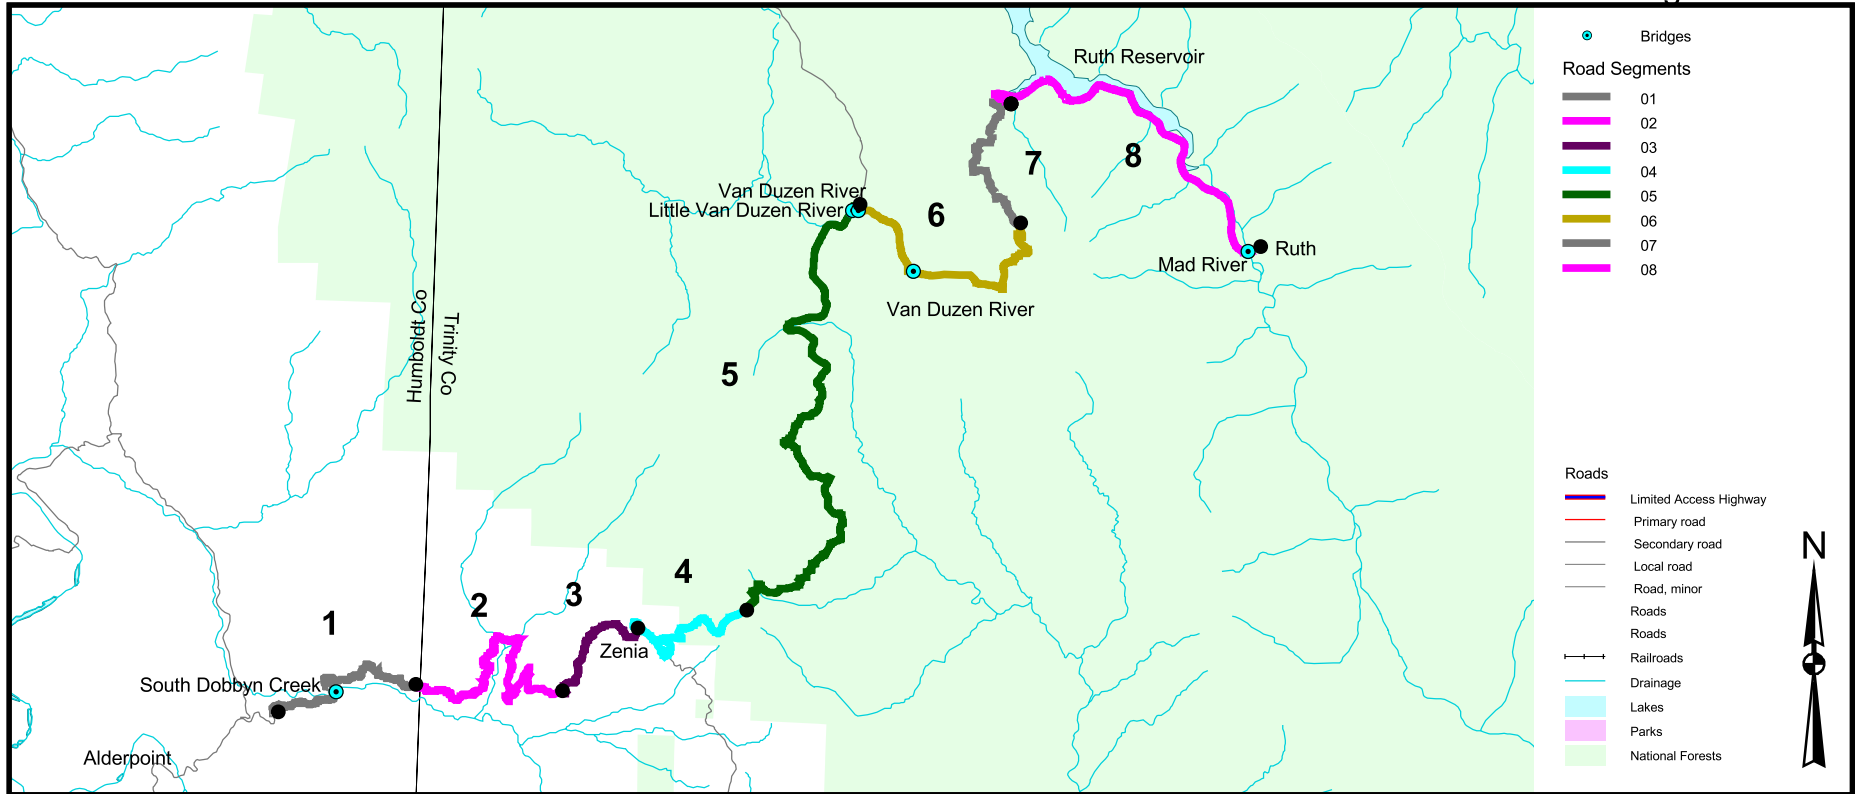 Ruth Reservoir
Van Duzen River
Little Van Duzen River
6
7
8
Ruth
Mad River
Van Duzen River
Humboldt Co
Trinity Co
5
4
3
2
1
Zenia
South Dobbyn Creek
Alderpoint
Bridges
Road Segments
01
02
03
04
05
06
07
08
Roads
Limited Access Highway
Primary road
Secondary road
Local road
Road, minor
Roads
Roads
Railroads
Drainage
Lakes
Parks
National Forests
N